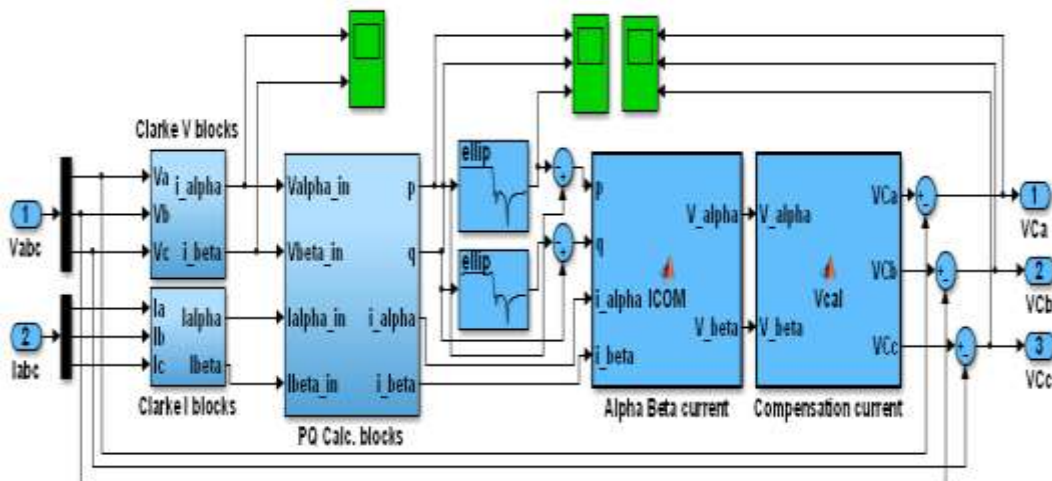 Clarke V blocks
1
Vabc
Va
Vb
Vc
i_alpha
i_beta
2
Iabc
Ia
Ib
Ic
Ialpha
Ibeta
Clarke I blocks
Valpha_in
Vbeta_in
Ialpha_in
Ibeta_in
p
q
i_alpha
i_beta
PQ Calc. blocks
ellip
ellip
p
q
i_alpha
i_beta
V_alpha
ICOM
V_beta
Alpha Beta current
V_alpha
V_beta
Vcal
VCa
VCb
VCc
Compensation current
1
VCa
2
VCb
3
VCc